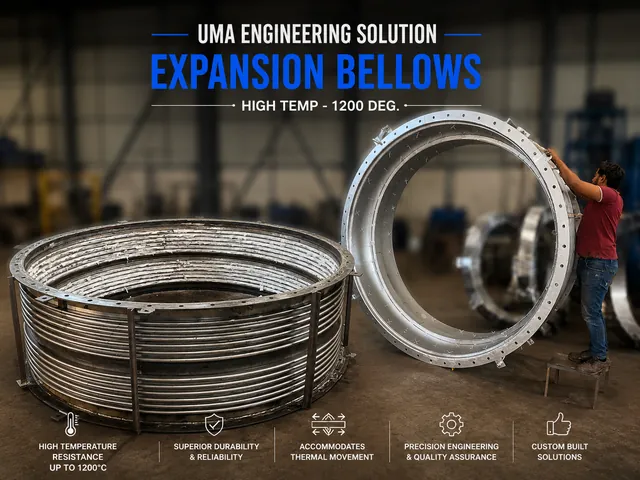 UMA ENGINEERING SOLUTION
EXPANSION BELLOWS
HIGH TEMP - 1200 DEG.
HIGH TEMPERATURE
RESISTANCE
UP TO 1200°C
SUPERIOR DURABILITY
& RELIABILITY
ACCOMMODATES
THERMAL MOVEMENT
PRECISION ENGINEERING
& QUALITY ASSURANCE
CUSTOM BUILT
SOLUTIONS